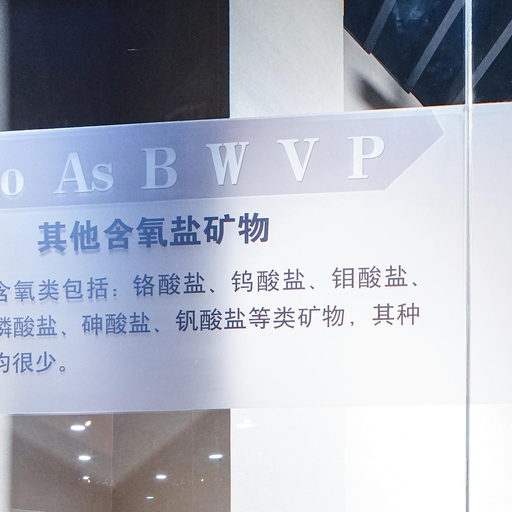 o As B W V P
其他含氧盐矿物
含氧类包括：铬酸盐、钨酸盐、钼酸盐、
磷酸盐、砷酸盐、钒酸盐等类矿物，其种
均很少。